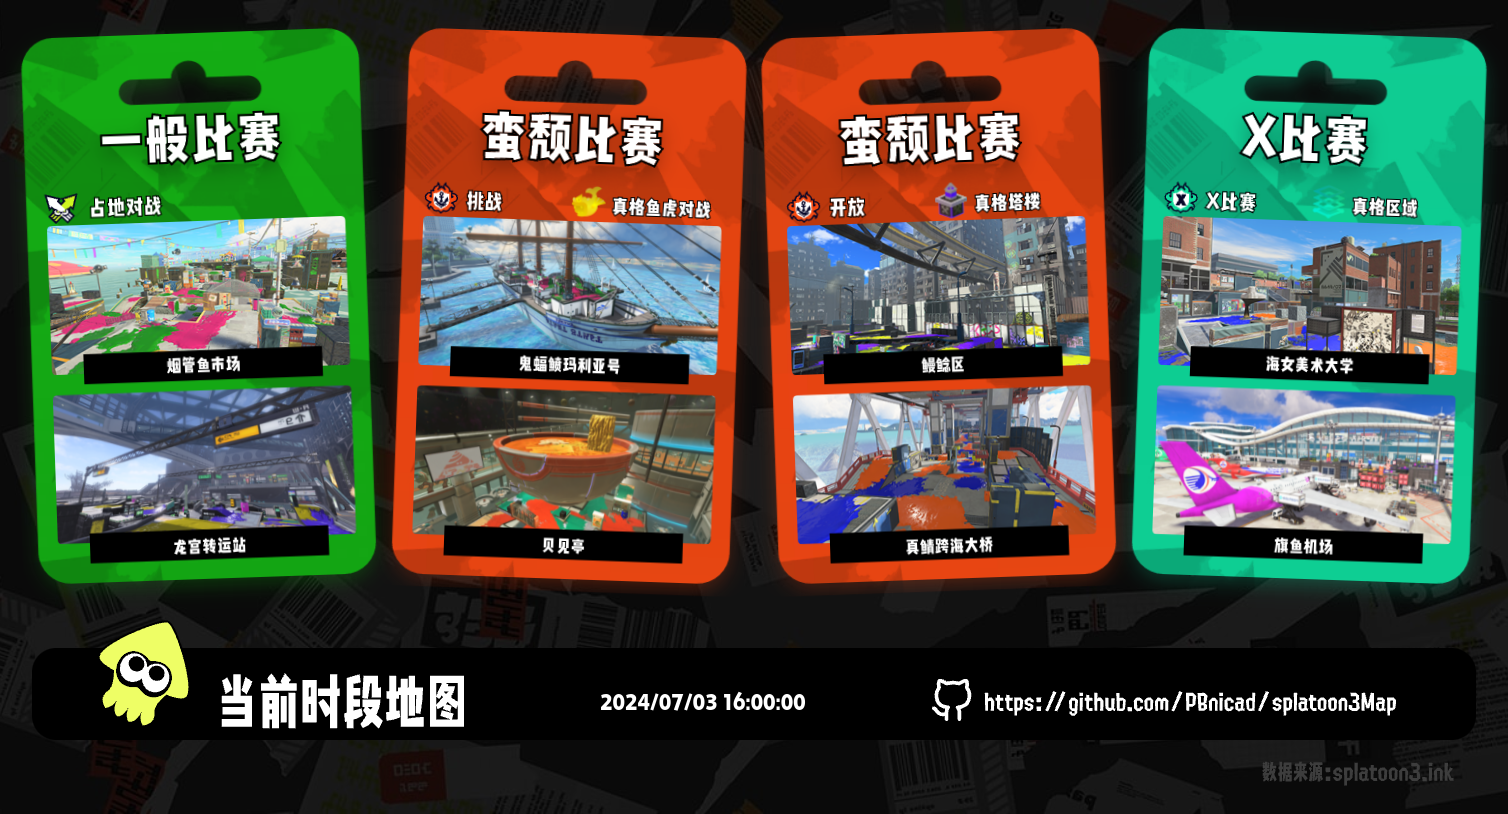 一般比赛
占地对战
烟管鱼市场
龙宫转运站
蛮颓比赛
挑战
真格鱼虎对战
鬼蝠鲼玛利亚号
贝见亭
蛮颓比赛
开放
真格塔楼
鳗鲶区
真鲭跨海大桥
X比赛
X比赛
真格区域
海女美术大学
旗鱼机场
当前时段地图
2024/07/03 16:00:00
https://github.com/PBnicad/splatoon3Map
数据来源:splatoon3.ink